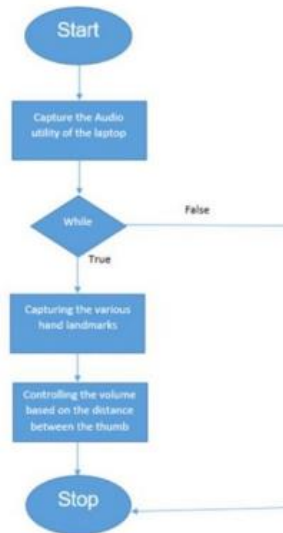 Start
Capture the Audio
utility of the laptop
While
False
True
Capturing the various
hand landmarks
Controlling the volume
based on the distance
between the thumb
Stop